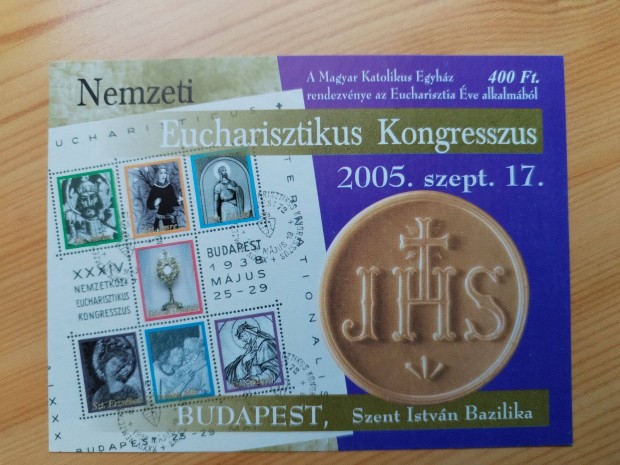 Nemzeti
A Magyar Katolikus Egyház
rendezvénye az Eucharisztia Éve alkalmából
400 Ft.
Eucharisztikus Kongresszus
2005. szept. 17.
BUDAPEST
1938
MÁJUS
25-29
XXXIV.
NEMZETKÖZI
EUCHARISZTIKUS
KONGRESSZUS
JHS
BUDAPEST, Szent István Bazilika